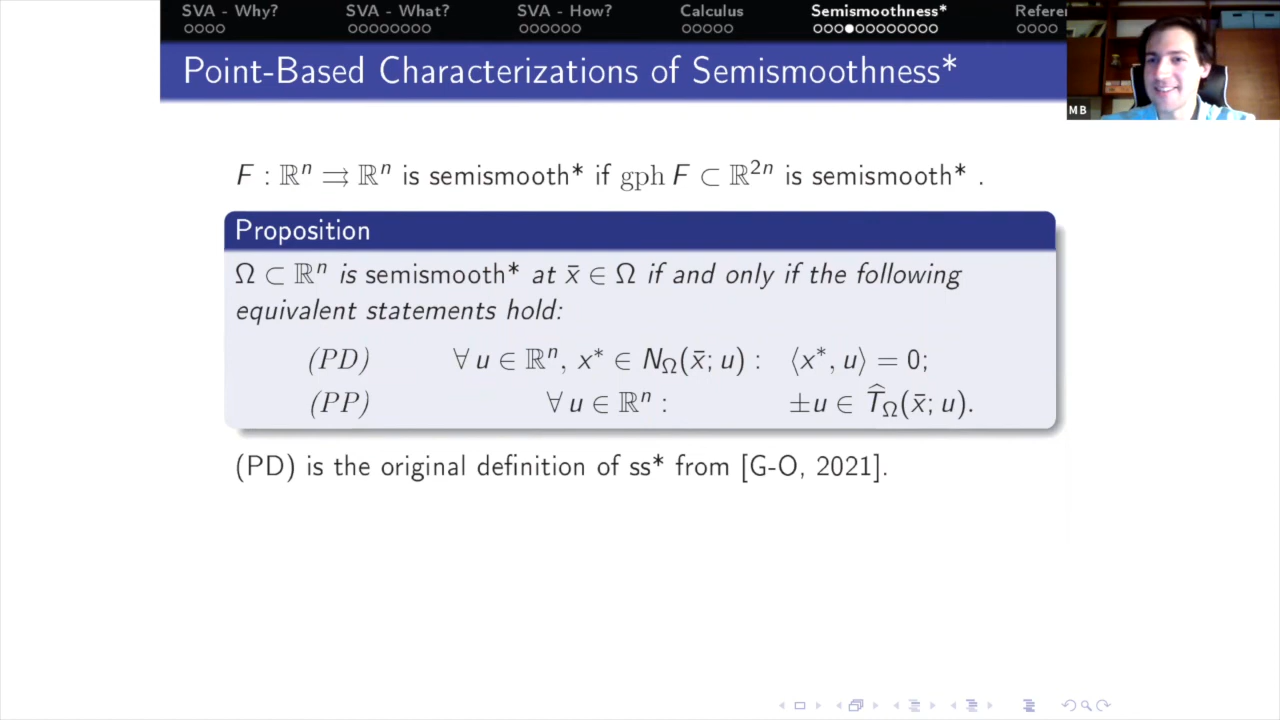 SVA - Why? SVA - What? SVA - How? Calculus Semismoothness* Refere
Point-Based Characterizations of Semismoothness*
MB
F : ℝⁿ ⇉ ℝⁿ is semismooth* if gph F ⊂ ℝ²ⁿ is semismooth* .
Proposition
Ω ⊂ ℝⁿ is semismooth* at x̄ ∈ Ω if and only if the following
equivalent statements hold:
(PD) ∀ u ∈ ℝⁿ, x* ∈ N_Ω(x̄; u) : ⟨x*, u⟩ = 0;
(PP) ∀ u ∈ ℝⁿ : ±u ∈ T̂_Ω(x̄; u).
(PD) is the original definition of ss* from [G-O, 2021].